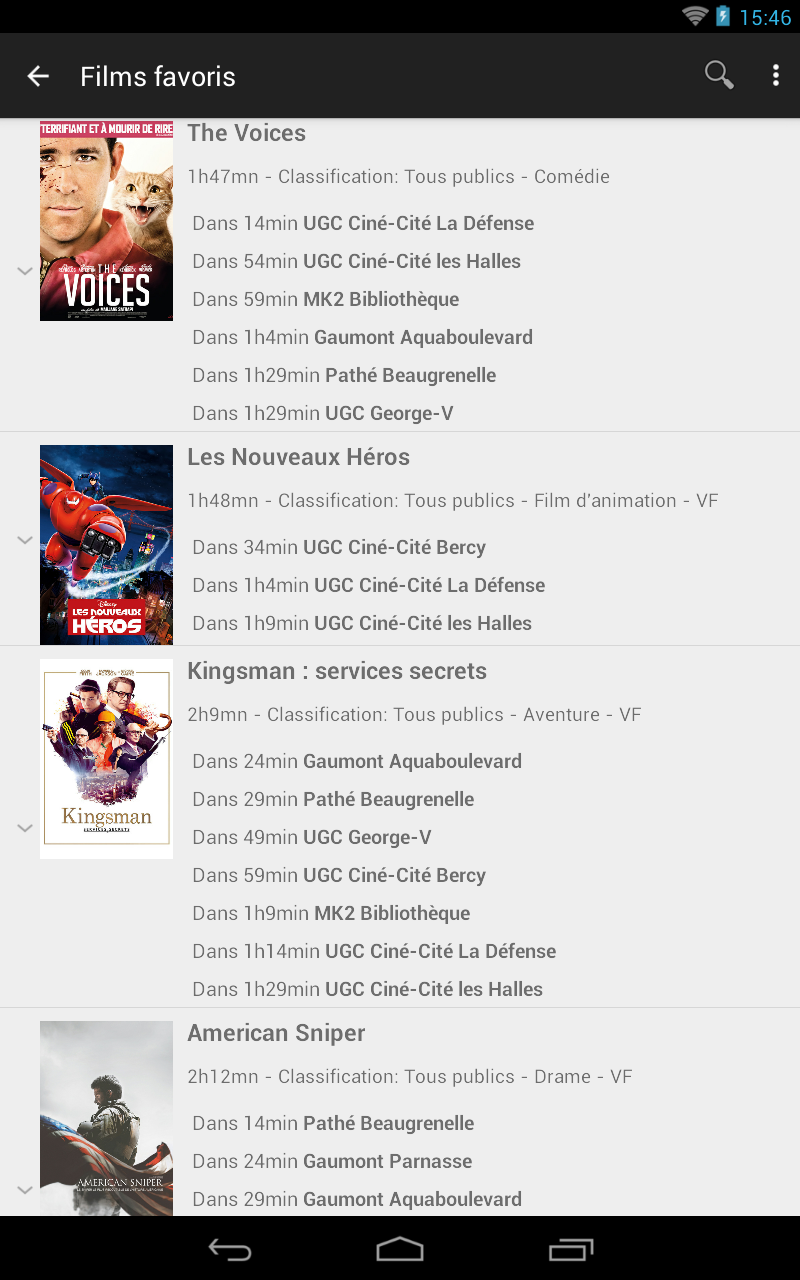 15:46
Films favoris
TERRIFIANT ET À MOURIR DE RIRE
THE
VOICES
The Voices
1h47mn - Classification: Tous publics - Comédie
Dans 14min UGC Ciné-Cité La Défense
Dans 54min UGC Ciné-Cité les Halles
Dans 59min MK2 Bibliothèque
Dans 1h4min Gaumont Aquaboulevard
Dans 1h29min Pathé Beaugrenelle
Dans 1h29min UGC George-V
Disney
LES NOUVEAUX
HÉROS
Les Nouveaux Héros
1h48mn - Classification: Tous publics - Film d'animation - VF
Dans 34min UGC Ciné-Cité Bercy
Dans 1h4min UGC Ciné-Cité La Défense
Dans 1h9min UGC Ciné-Cité les Halles
Kingsman
SERVICES SECRETS
Kingsman : services secrets
2h9mn - Classification: Tous publics - Aventure - VF
Dans 24min Gaumont Aquaboulevard
Dans 29min Pathé Beaugrenelle
Dans 49min UGC George-V
Dans 59min UGC Ciné-Cité Bercy
Dans 1h9min MK2 Bibliothèque
Dans 1h14min UGC Ciné-Cité La Défense
Dans 1h29min UGC Ciné-Cité les Halles
AMERICAN SNIPER
American Sniper
2h12mn - Classification: Tous publics - Drame - VF
Dans 14min Pathé Beaugrenelle
Dans 24min Gaumont Parnasse
Dans 29min Gaumont Aquaboulevard